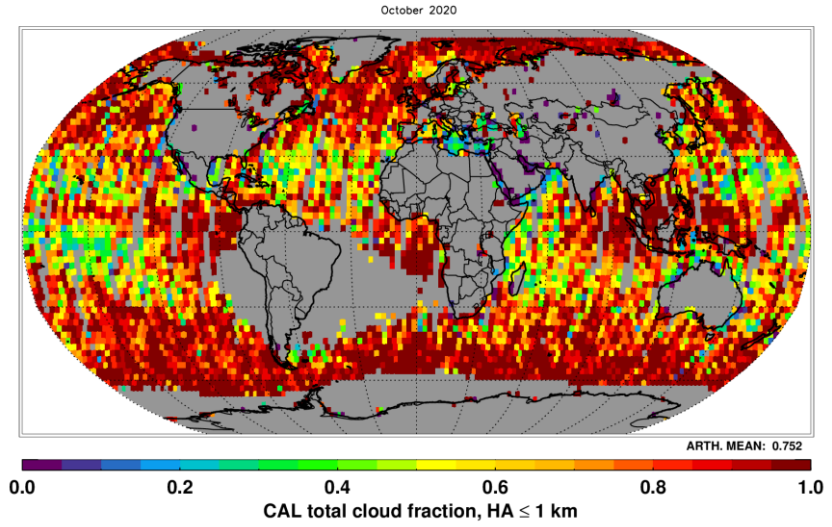 October 2020
ARTH. MEAN: 0.752
0.0 0.2 0.4 0.6 0.8 1.0
CAL total cloud fraction, HA ≤ 1 km